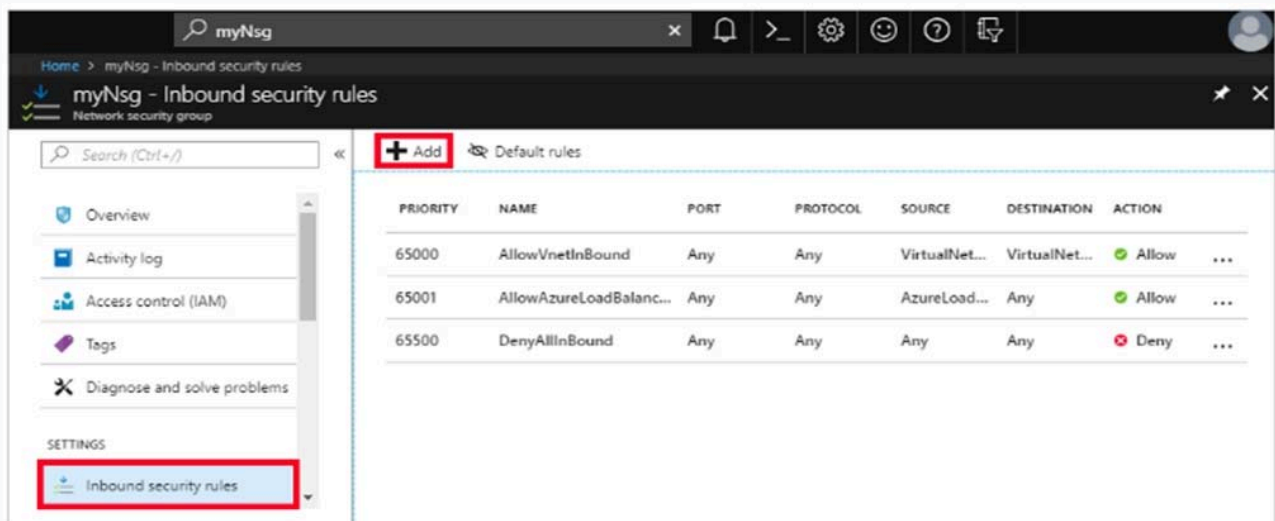 myNsg
Home > myNsg - Inbound security rules
myNsg - Inbound security rules
Network security group
Search (Ctrl+/)
Add Default rules
Overview
Activity log
Access control (IAM)
Tags
Diagnose and solve problems
SETTINGS
Inbound security rules
PRIORITY NAME PORT PROTOCOL SOURCE DESTINATION ACTION
65000 AllowVnetInBound Any Any VirtualNet... VirtualNet... Allow ...
65001 AllowAzureLoadBalanc... Any Any AzureLoad... Any Allow ...
65500 DenyAllInBound Any Any Any Any Deny ...